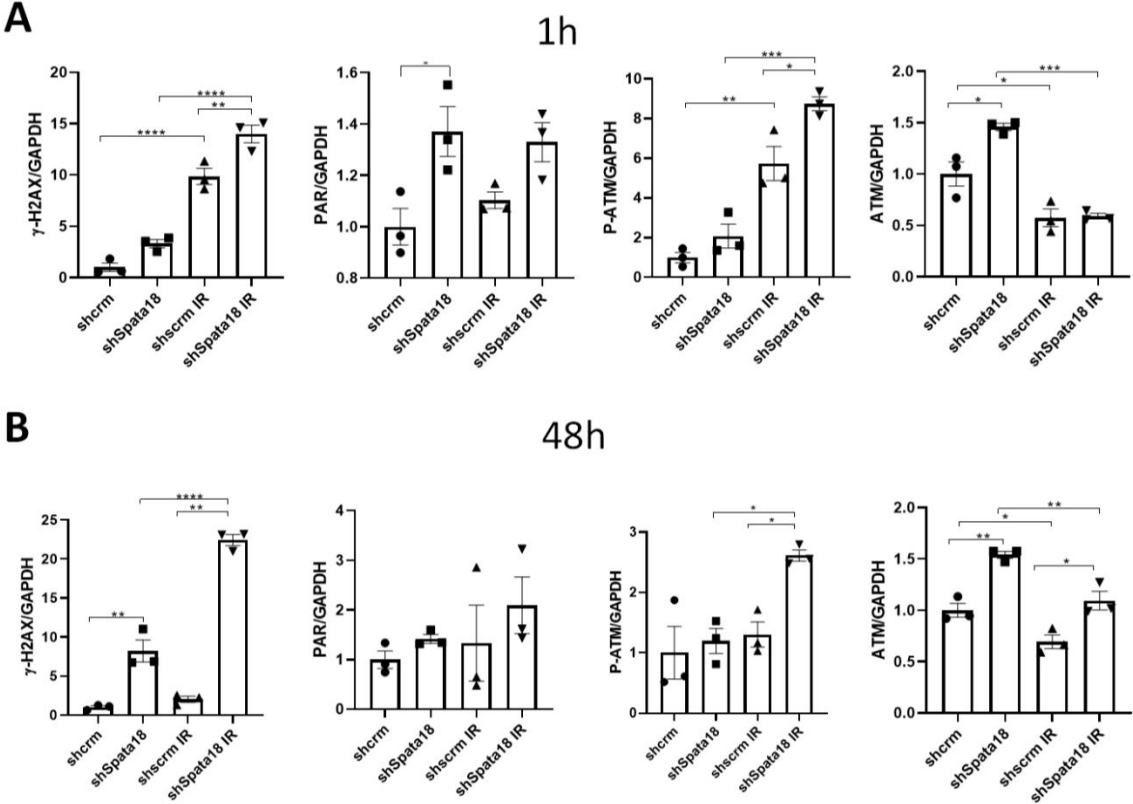 A
1h
γ-H2AX/GAPDH
20
15
10
5
0
****
****
**
shcrm
shSpata18
shscrm IR
shSpata18 IR
PAR/GAPDH
1.6
1.4
1.2
1.0
0.8
shcrm
shSpata18
shscrm IR
shSpata18 IR
P-ATM/GAPDH
10
8
6
4
2
0
**
***
*
shcrm
shSpata18
shscrm IR
shSpata18 IR
ATM/GAPDH
2.0
1.5
1.0
0.5
0.0
*
*
***
shcrm
shSpata18
shscrm IR
shSpata18 IR
B
48h
γ-H2AX/GAPDH
25
20
15
10
5
0
**
****
**
shcrm
shSpata18
shscrm IR
shSpata18 IR
PAR/GAPDH
4
3
2
1
0
shcrm
shSpata18
shscrm IR
shSpata18 IR
P-ATM/GAPDH
3
2
1
0
*
*
shcrm
shSpata18
shscrm IR
shSpata18 IR
ATM/GAPDH
2.0
1.5
1.0
0.5
0.0
**
*
**
*
shcrm
shSpata18
shscrm IR
shSpata18 IR